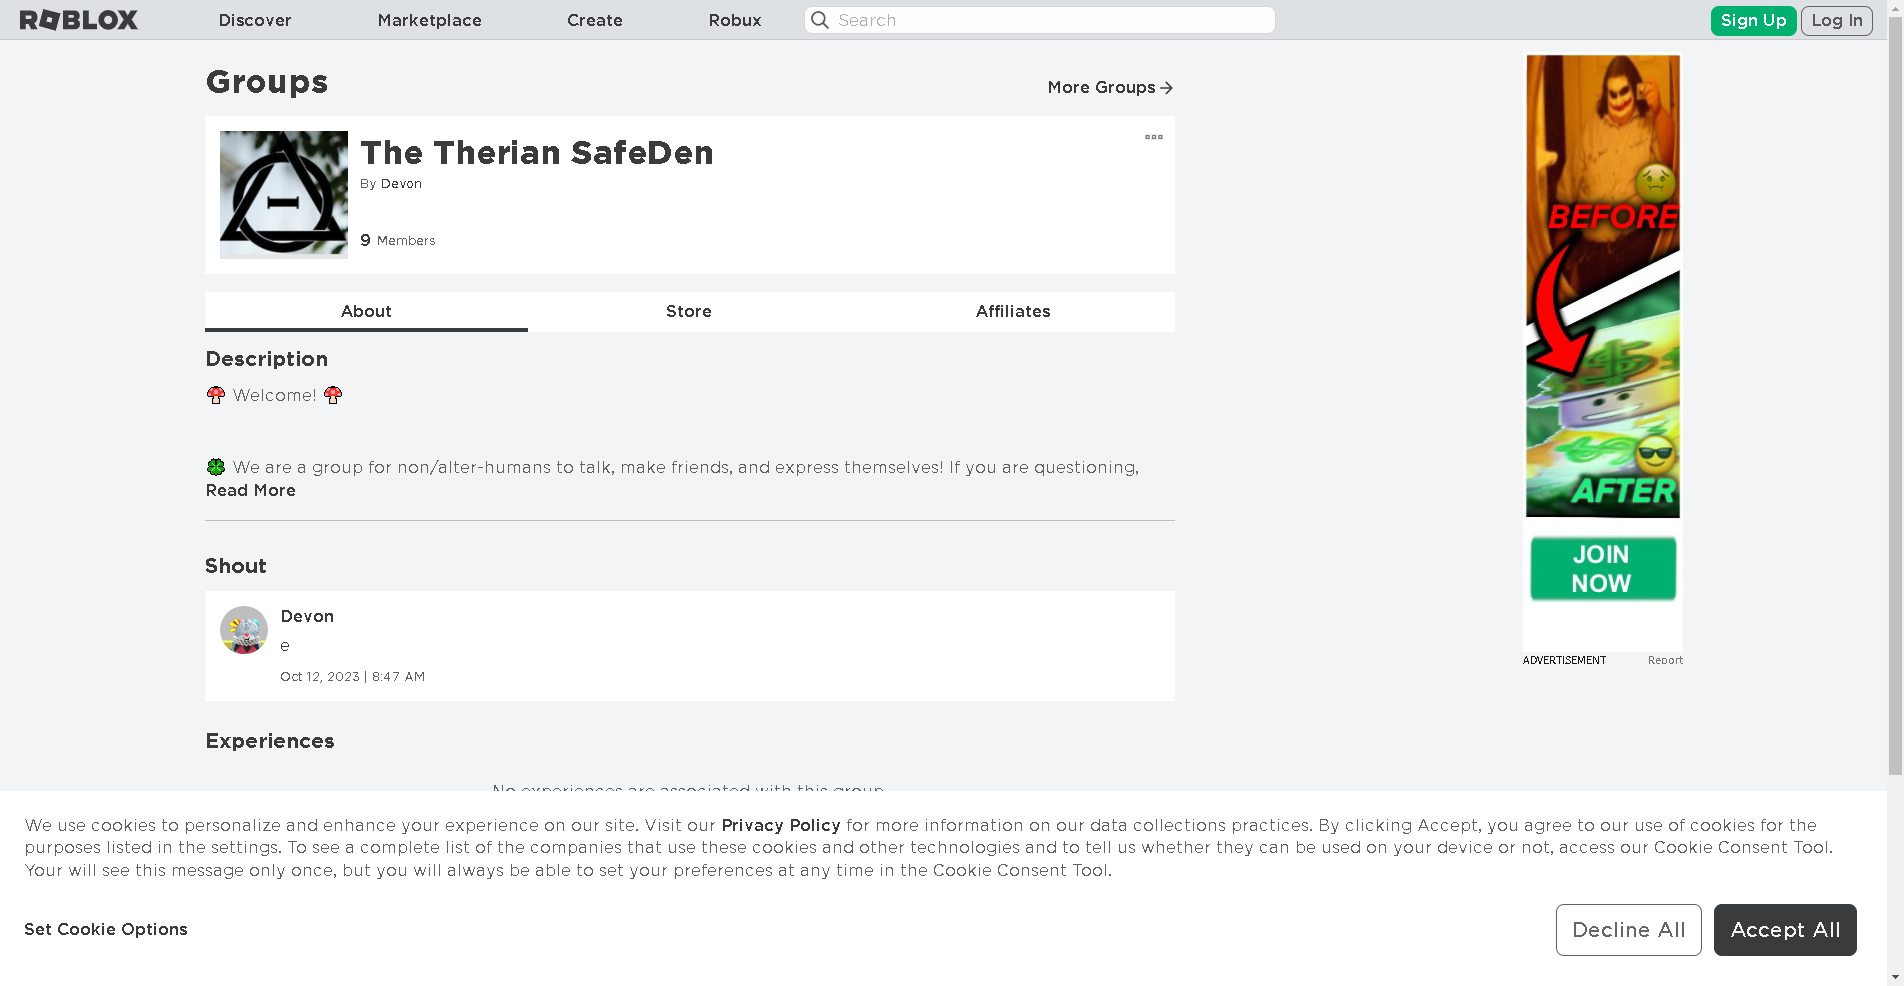 ROBLOX Discover Marketplace Create Robux Search Sign Up Log In
Groups
More Groups
The Therian SafeDen
By Devon
9 Members
About Store Affiliates
Description
🍄 Welcome! 🍄
🍀 We are a group for non/alter-humans to talk, make friends, and express themselves! If you are questioning,
Read More
Shout
Devon
e
Oct 12, 2023 | 8:47 AM
Experiences
No experiences are associated with this group
BEFORE
AFTER
JOIN
NOW
ADVERTISEMENT Report
We use cookies to personalize and enhance your experience on our site. Visit our Privacy Policy for more information on our data collections practices. By clicking Accept, you agree to our use of cookies for the
purposes listed in the settings. To see a complete list of the companies that use these cookies and other technologies and to tell us whether they can be used on your device or not, access our Cookie Consent Tool.
Your will see this message only once, but you will always be able to set your preferences at any time in the Cookie Consent Tool.
Set Cookie Options
Decline All Accept All